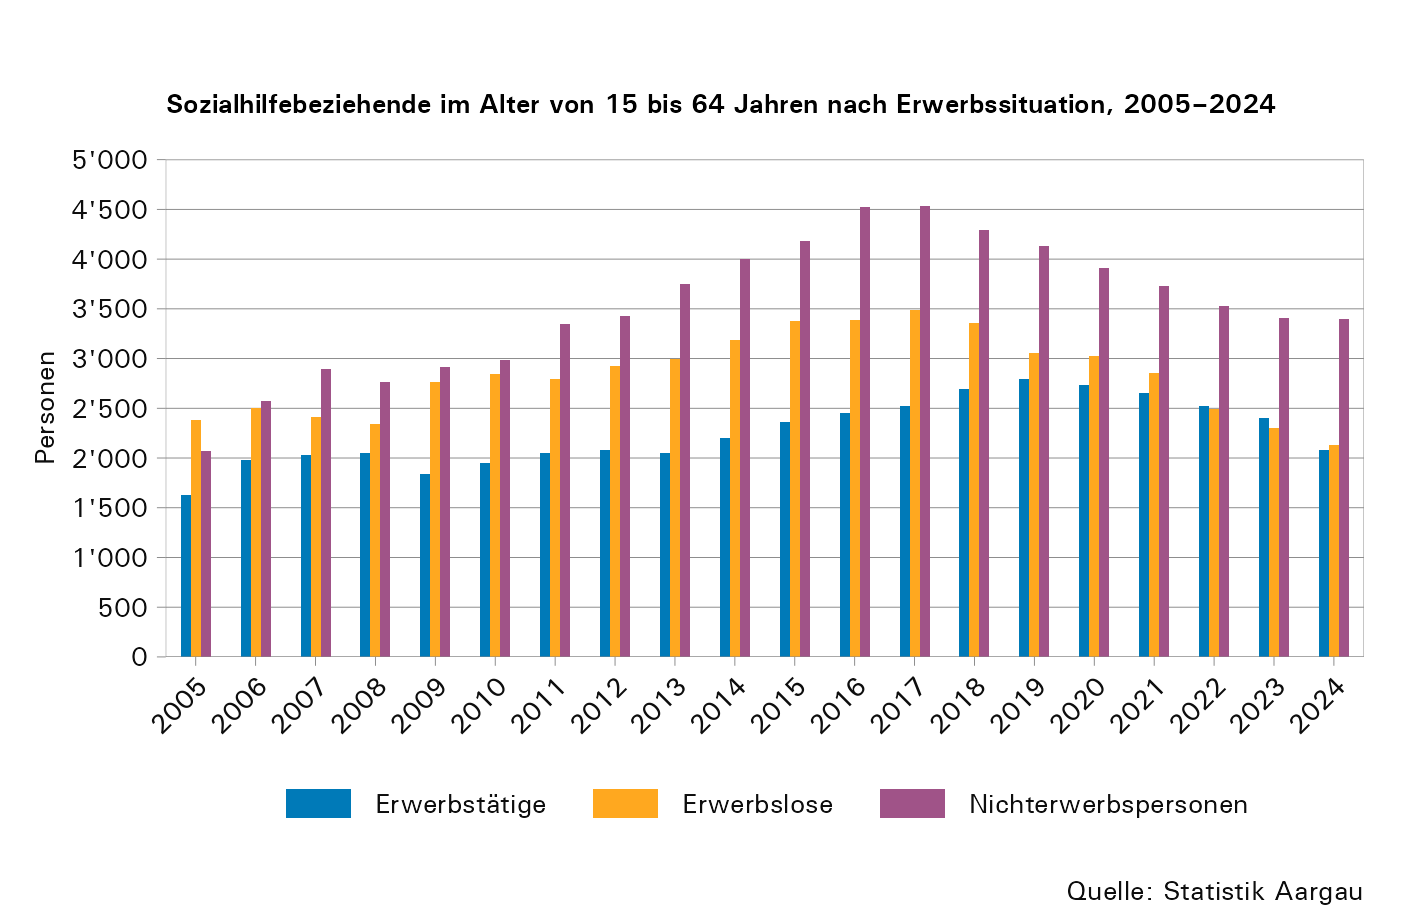 Sozialhilfebeziehende im Alter von 15 bis 64 Jahren nach Erwerbssituation, 2005–2024
5'000
4'500
4'000
3'500
3'000
2'500
2'000
1'500
1'000
500
0
Personen
2005 2006 2007 2008 2009 2010 2011 2012 2013 2014 2015 2016 2017 2018 2019 2020 2021 2022 2023 2024
Erwerbstätige Erwerbslose Nichterwerbspersonen
Quelle: Statistik Aargau